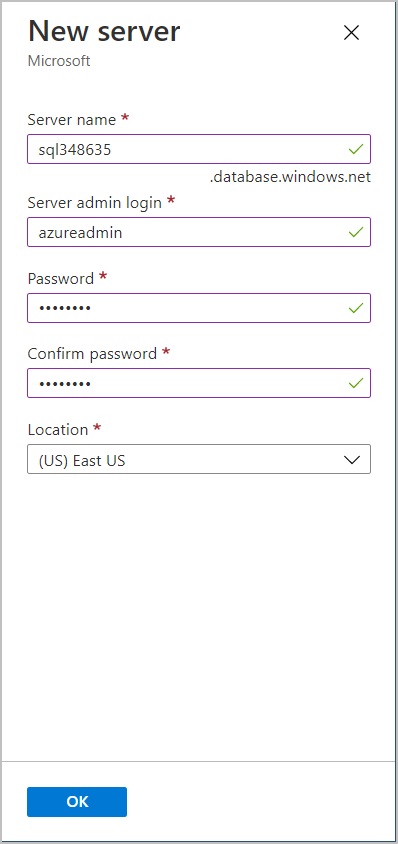 New server
Microsoft
Server name *
sql348635
.database.windows.net
Server admin login *
azureadmin
Password *
••••••••
Confirm password *
••••••••
Location *
(US) East US
OK